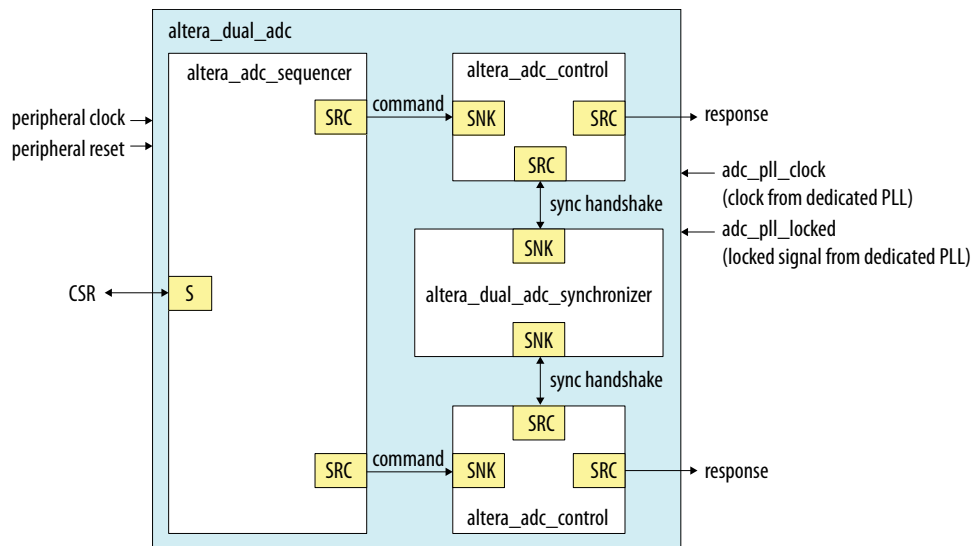 altera_dual_adc
altera_adc_sequencer
altera_adc_control
peripheral clock
peripheral reset
SRC
command
SNK
SRC
response
SRC
adc_pll_clock
(clock from dedicated PLL)
sync handshake
adc_pll_locked
(locked signal from dedicated PLL)
SNK
CSR
S
altera_dual_adc_synchronizer
SNK
sync handshake
SRC
SRC
command
SNK
SRC
response
altera_adc_control